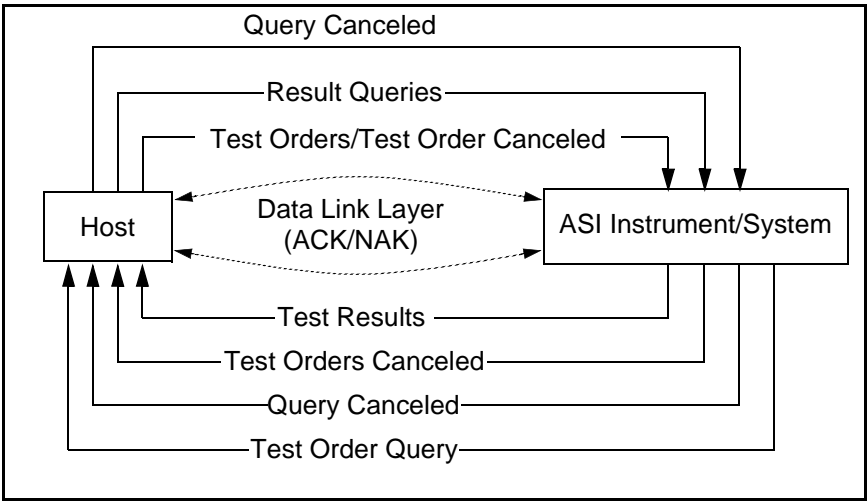 Query Canceled
Result Queries
Test Orders/Test Order Canceled
Host
Data Link Layer
(ACK/NAK)
ASI Instrument/System
Test Results
Test Orders Canceled
Query Canceled
Test Order Query